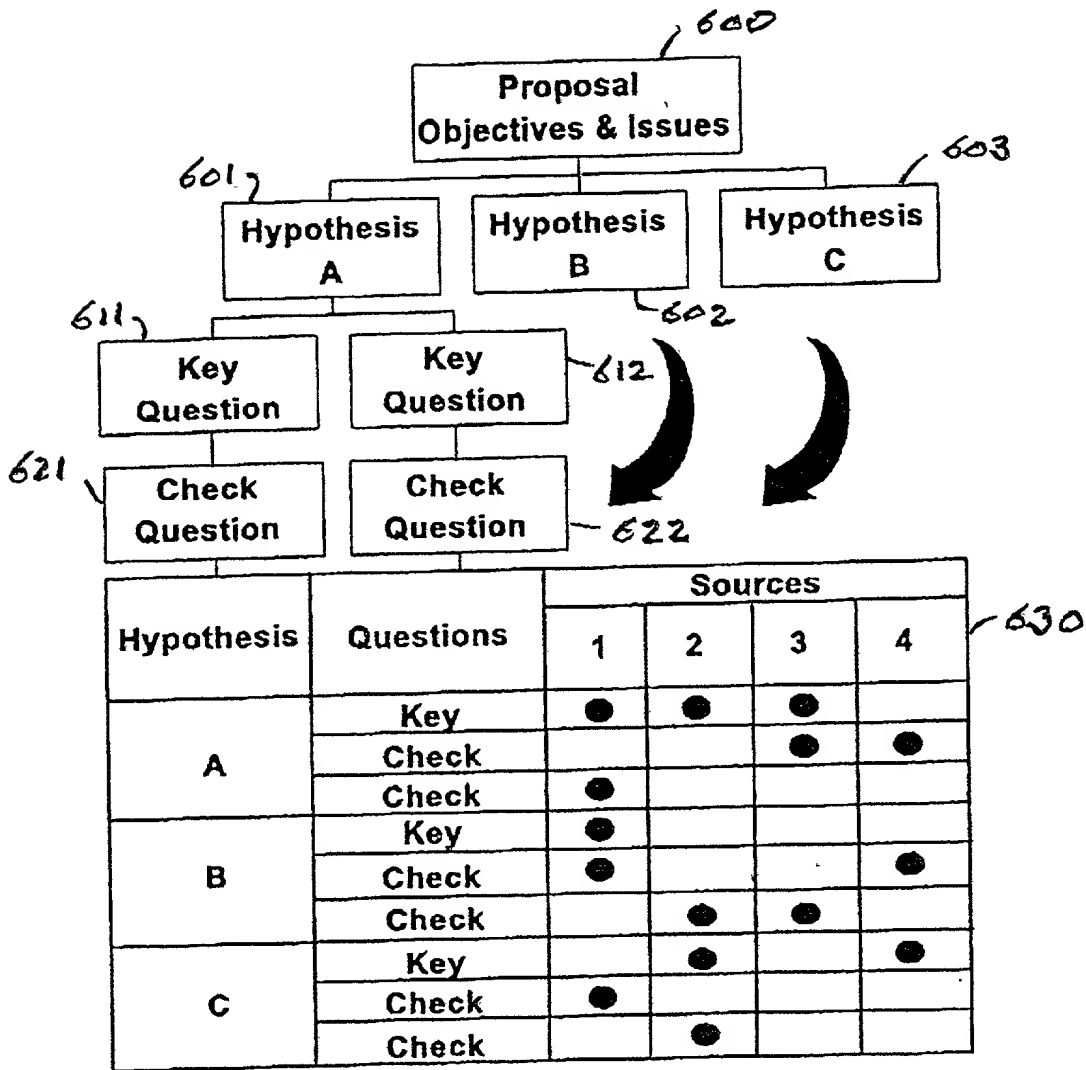 600
Proposal
Objectives & Issues
601
603
Hypothesis
A
Hypothesis
B
Hypothesis
C
602
611
Key
Question
Key
Question
612
621
Check
Question
Check
Question
622
Hypothesis
Questions
Sources
1 2 3 4
630
A
Key
Check
Check
B
Key
Check
Check
C
Key
Check
Check